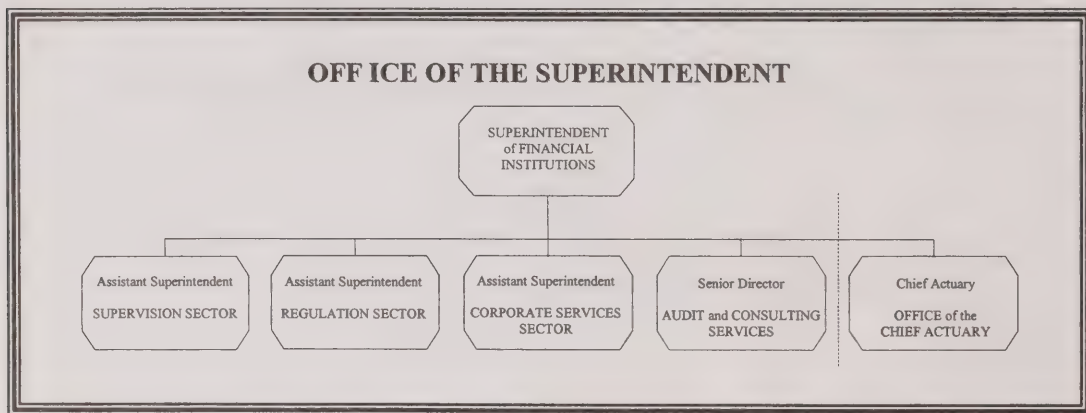 OFF ICE OF THE SUPERINTENDENT
SUPERINTENDENT
of FINANCIAL
INSTITUTIONS
Assistant Superintendent
SUPERVISION SECTOR
Assistant Superintendent
REGULATION SECTOR
Assistant Superintendent
CORPORATE SERVICES
SECTOR
Senior Director
AUDIT and CONSULTING
SERVICES
Chief Actuary
OFFICE of the
CHIEF ACTUARY